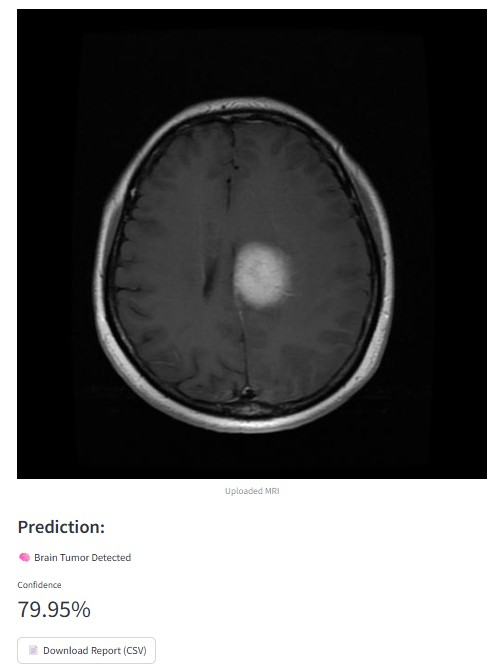 Uploaded MRI
Prediction:
🧠 Brain Tumor Detected
Confidence
79.95%
📄 Download Report (CSV)